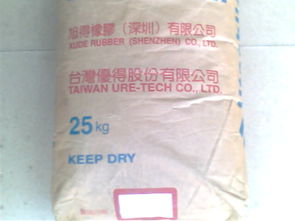 旭得橡膠（深圳）有限公司
XUDE RUBBER (SHENZHEN) CO., LTD.
台灣優得股份有限公司
TAIWAN URE-TECH CO., LTD.
25kg
KEEP DRY